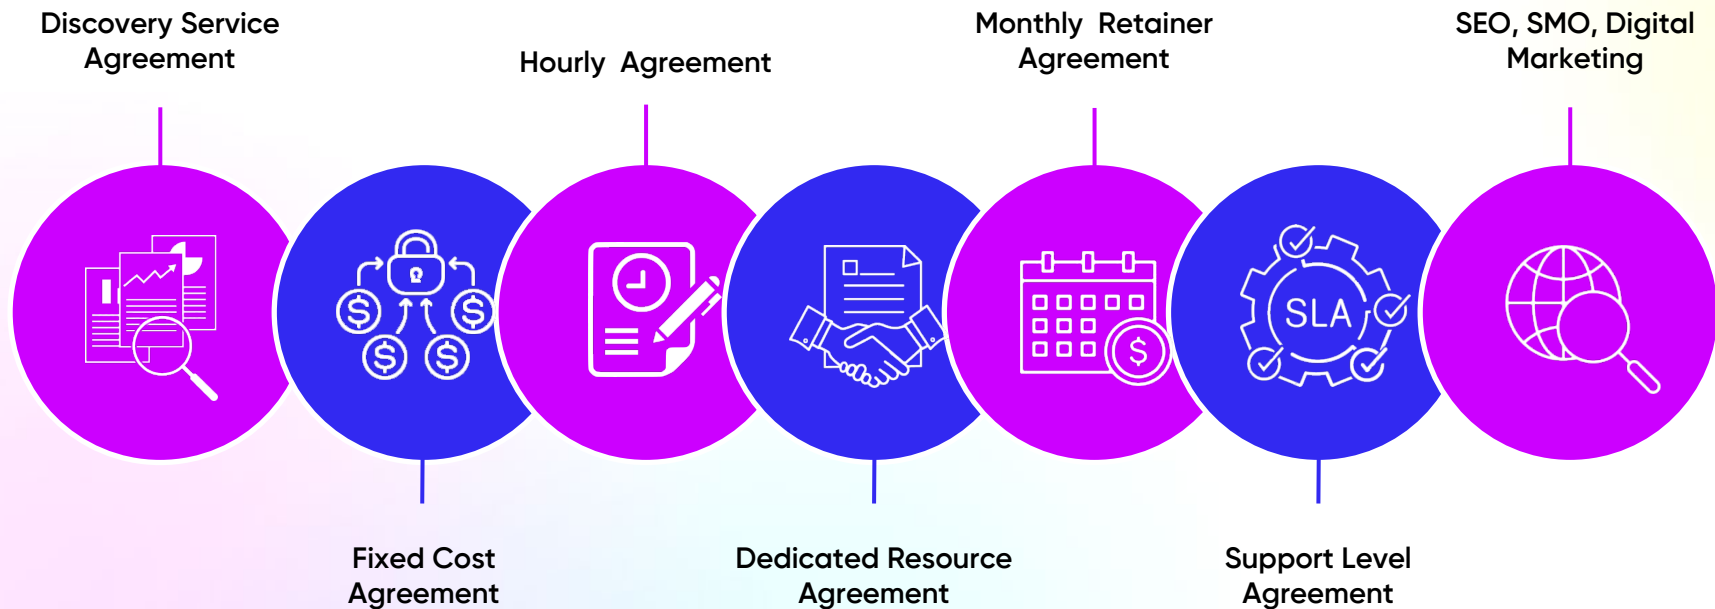 Discovery Service
Agreement
Fixed Cost
Agreement
Hourly Agreement
Dedicated Resource
Agreement
Monthly Retainer
Agreement
SLA
Support Level
Agreement
SEO, SMO, Digital
Marketing
$
$
$
$
$